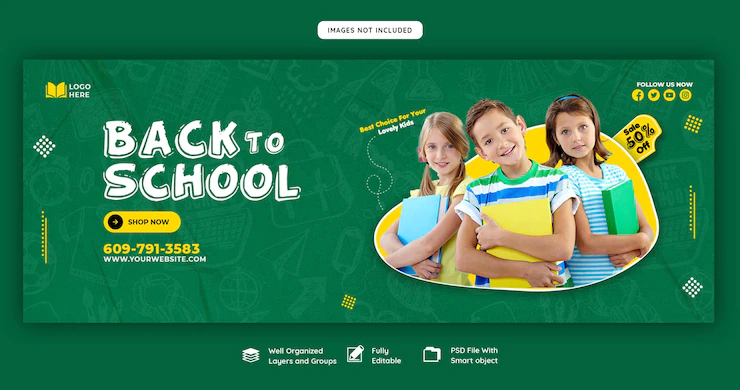 IMAGES NOT INCLUDED
LOGO
HERE
FOLLOW US NOW
Best Choice For Your
Lovely Kids
Sale
50%
Off
BACK TO
SCHOOL
SHOP NOW
609-791-3583
WWW.YOURWEBSITE.COM
Well Organized
Layers and Groups
Fully
Editable
PSD File With
Smart object